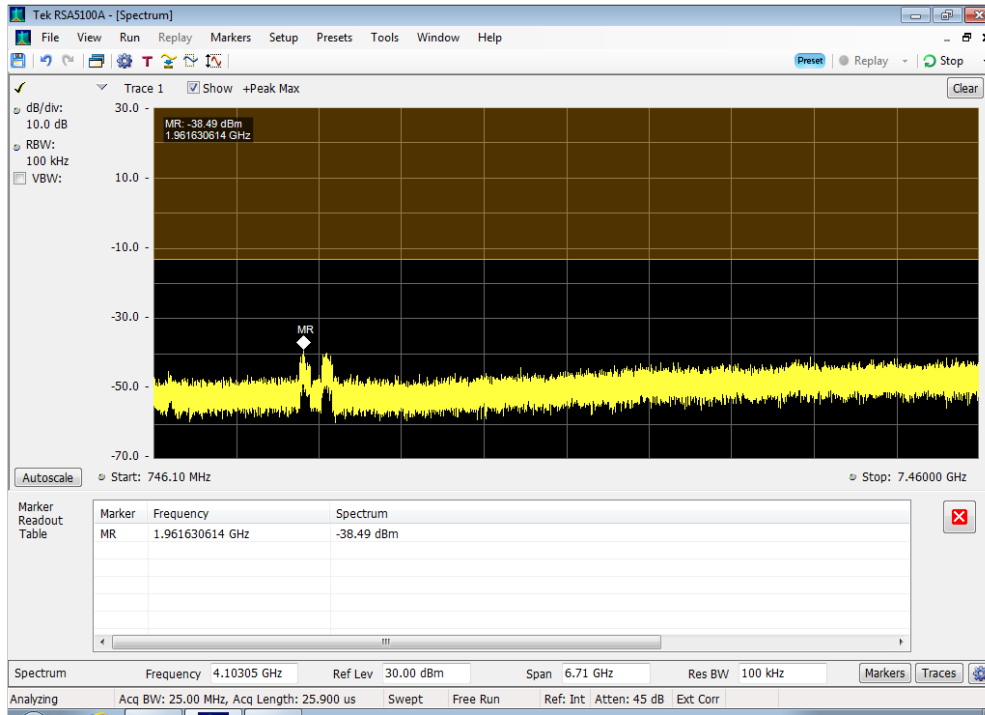 Tek RSA5100A - [Spectrum]
File View Run Replay Markers Setup Presets Tools Window Help
T Preset Replay Stop
Trace 1 Show +Peak Max Clear
dB/div:
10.0 dB
RBW:
100 kHz
VBW:
30.0
10.0
-10.0
-30.0
-50.0
-70.0
MR: -38.49 dBm
1.961630614 GHz
MR
Autoscale Start: 746.10 MHz Stop: 7.46000 GHz
Marker
Readout
Table
Marker Frequency Spectrum
MR 1.961630614 GHz -38.49 dBm
Spectrum Frequency 4.10305 GHz Ref Lev 30.00 dBm Span 6.71 GHz Res BW 100 kHz Markers Traces
Analyzing Acq BW: 25.00 MHz, Acq Length: 25.900 us Swept Free Run Ref: Int Atten: 45 dB Ext Corr